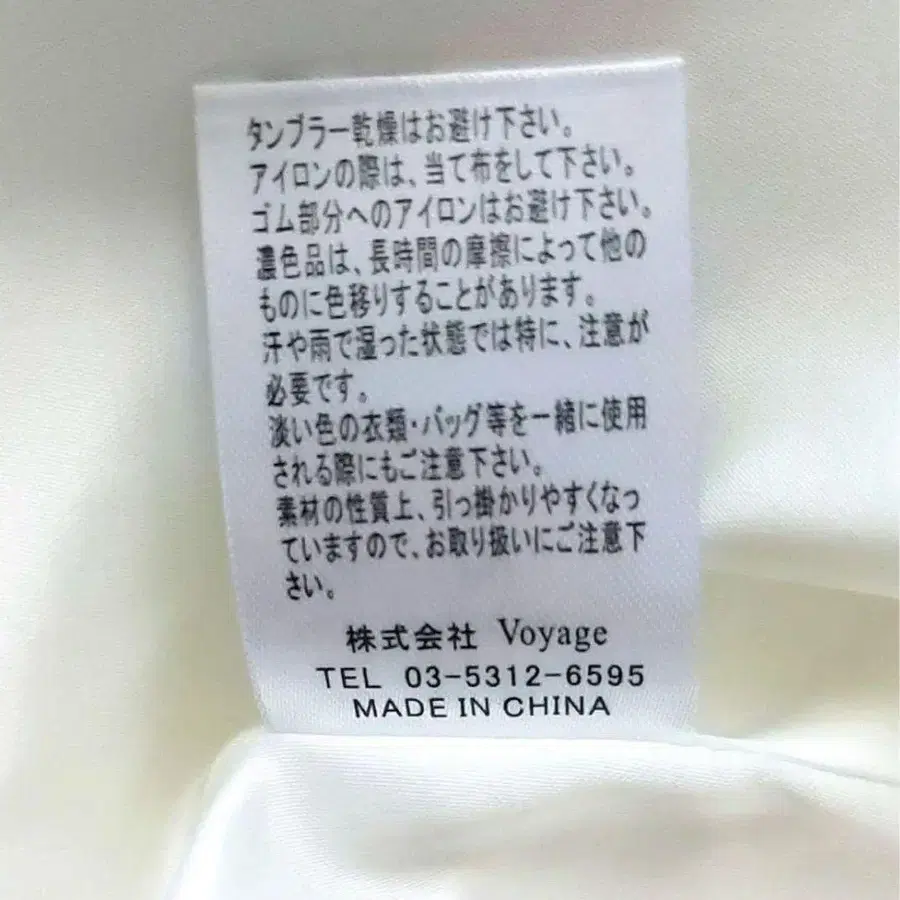 タンブラー乾燥はお避け下さい。
アイロンの際は、当て布をして下さい。
ゴム部分へのアイロンはお避け下さい。
濃色品は、長時間の摩擦によって他の
ものに色移りすることがあります。
汗や雨で湿った状態では特に、注意が
必要です。
淡い色の衣類・バッグ等を一緒に使用
される際にもご注意下さい。
素材の性質上、引っ掛かりやすくなっ
ていますので、お取り扱いにご注意下
さい。
株式会社 Voyage
TEL 03-5312-6595
MADE IN CHINA